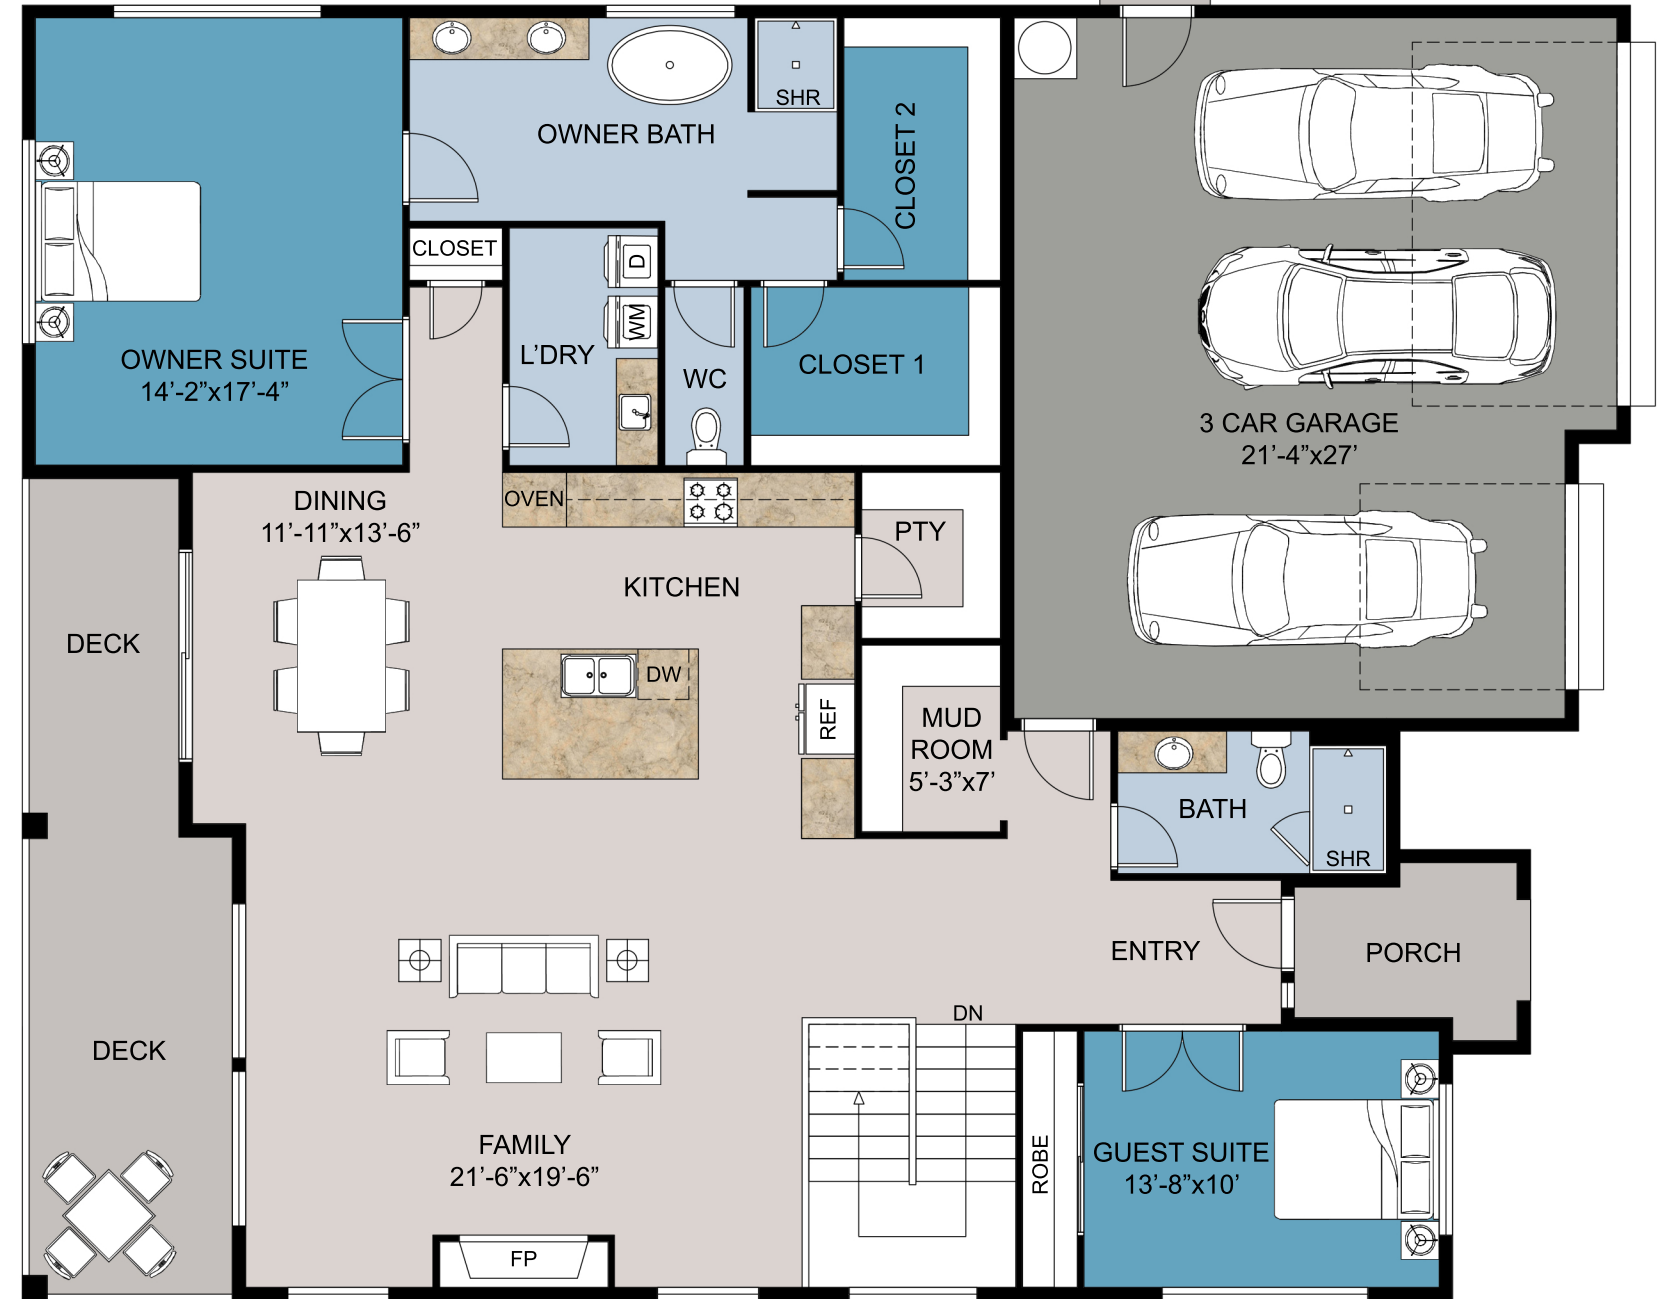 SHR
OWNER BATH
CLOSET 2
CLOSET
D
WM
L’DRY
WC
CLOSET 1
OWNER SUITE
14’-2”x17’-4”
3 CAR GARAGE
21’-4”x27’
DINING
11’-11”x13’-6”
OVEN
PTY
KITCHEN
DECK
DW
REF
MUD
ROOM
5’-3”x7’
BATH
SHR
ENTRY
PORCH
DN
DECK
FAMILY
21’-6”x19’-6”
ROBE
GUEST SUITE
13’-8”x10’
FP